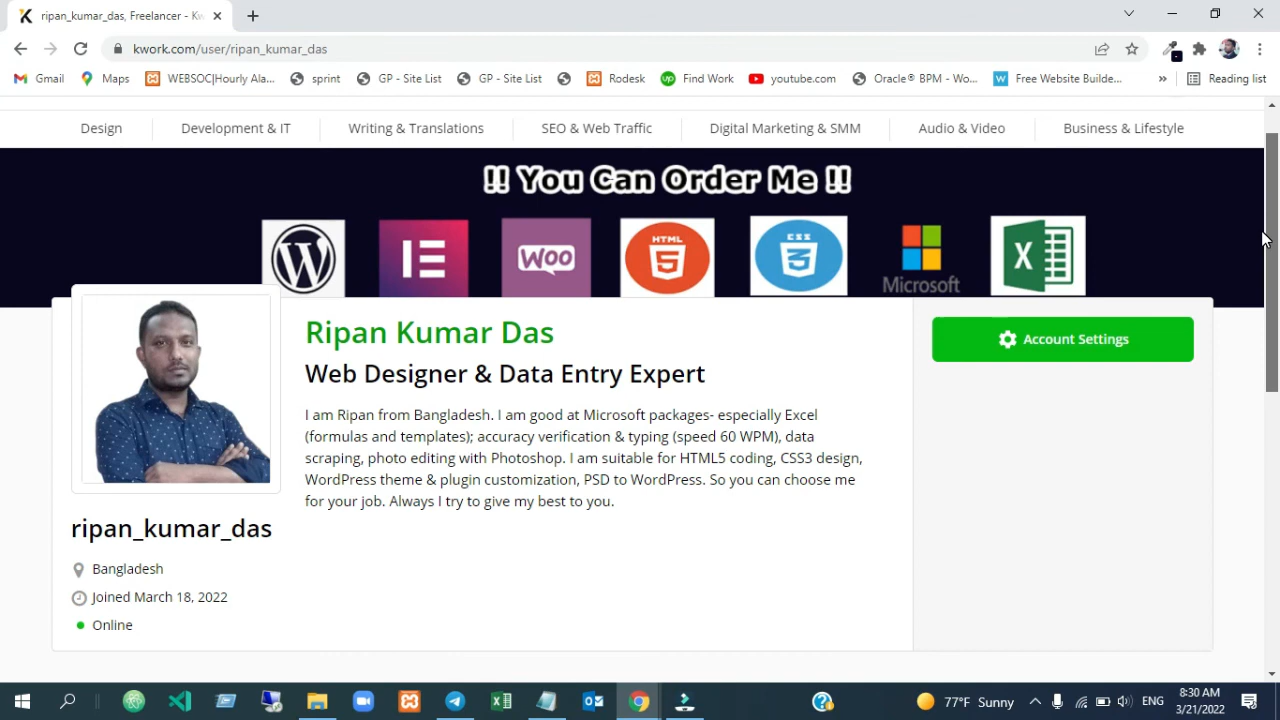 ripan_kumar_das, Freelancer - Kw
kwork.com/user/ripan_kumar_das
Gmail
Maps
WEBSOC|Hourly Ala...
sprint
GP - Site List
GP - Site List
Rodesk
up
Find Work
youtube.com
Oracle® BPM - Wo...
W
Free Website Builde...
»
Reading list
Design
Development & IT
Writing & Translations
SEO & Web Traffic
Digital Marketing & SMM
Audio & Video
Business & Lifestyle
!! You Can Order Me !!
W
E
WOO
HTML
5
CSS
3
Microsoft
X
Ripan Kumar Das
Account Settings
Web Designer & Data Entry Expert
I am Ripan from Bangladesh. I am good at Microsoft packages- especially Excel
(formulas and templates); accuracy verification & typing (speed 60 WPM), data
scraping, photo editing with Photoshop. I am suitable for HTML5 coding, CSS3 design,
WordPress theme & plugin customization, PSD to WordPress. So you can choose me
for your job. Always I try to give my best to you.
ripan_kumar_das
Bangladesh
Joined March 18, 2022
Online
77°F Sunny
ENG
8:30 AM
3/21/2022